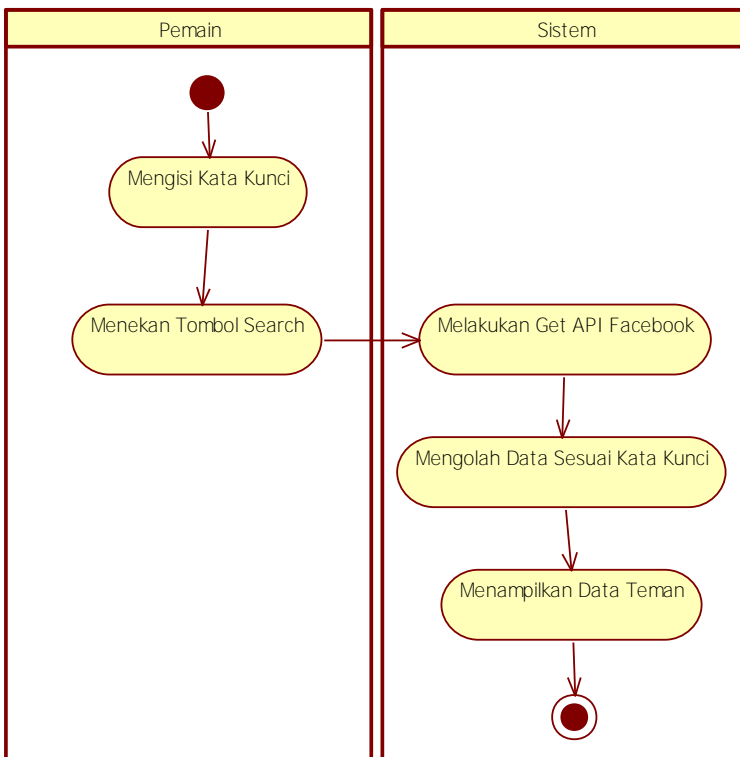 Pemain
Sistem
Mengisi Kata Kunci
Menekan Tombol Search
Melakukan Get API Facebook
Mengolah Data Sesuai Kata Kunci
Menampilkan Data Teman